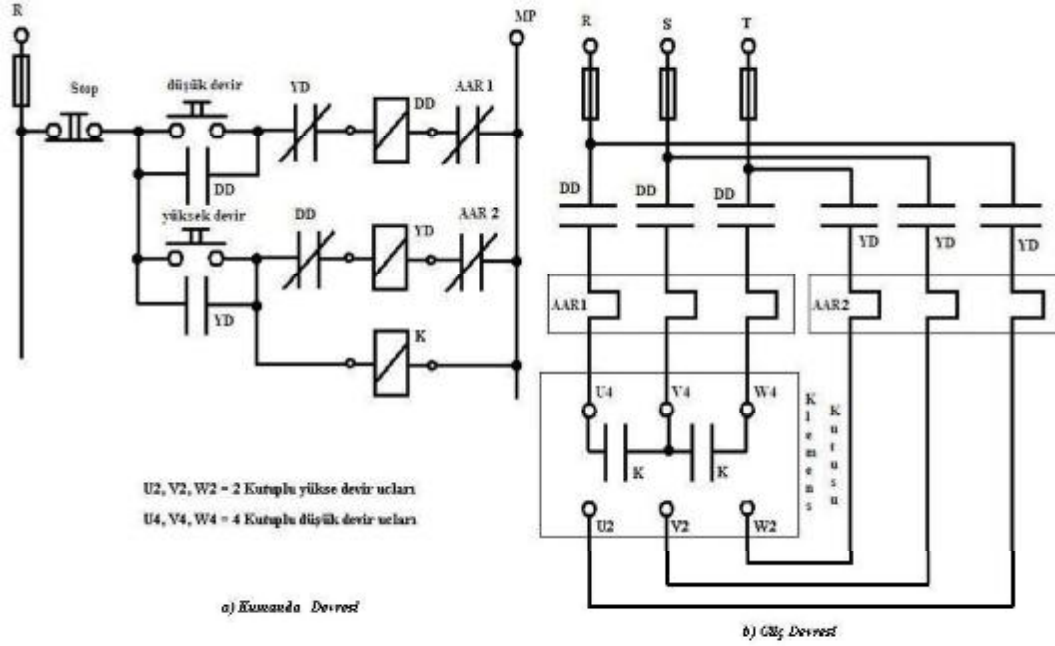 R
MP
Stop
düşük devir
YD
DD
AAR 1
DD
yüksek devir
DD
YD
AAR 2
YD
K
U2, V2, W2 = 2 Kutuplu yükse devir ucları
U4, V4, W4 = 4 Kutuplu düşük devir ucları
a) Kumanda Devresi
R S T
DD DD DD
YD YD YD
AAR1
AAR2
U4 V4 W4
K K
U2 V2 W2
Klemens
Kutusu
b) Güç Devresi